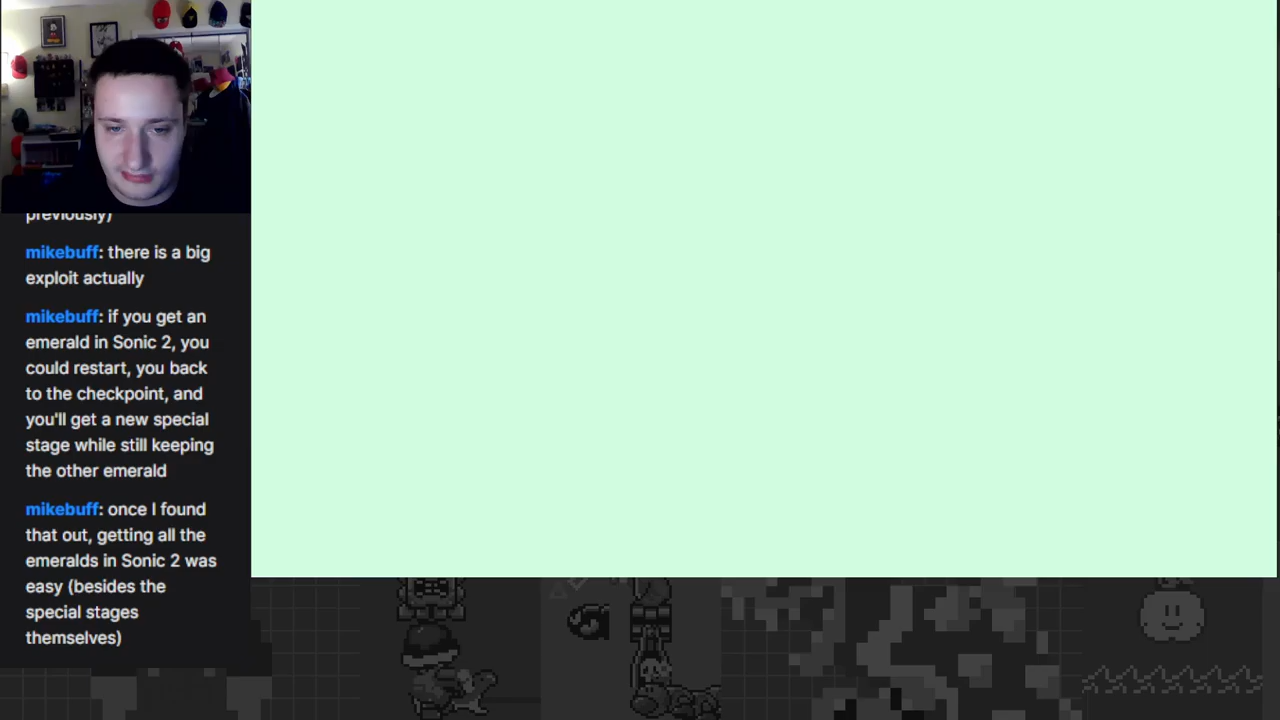 previously)
mikebuff: there is a big
exploit actually
mikebuff: if you get an
emerald in Sonic 2, you
could restart, you back
to the checkpoint, and
you'll get a new special
stage while still keeping
the other emerald
mikebuff: once I found
that out, getting all the
emeralds in Sonic 2 was
easy (besides the
special stages
themselves)